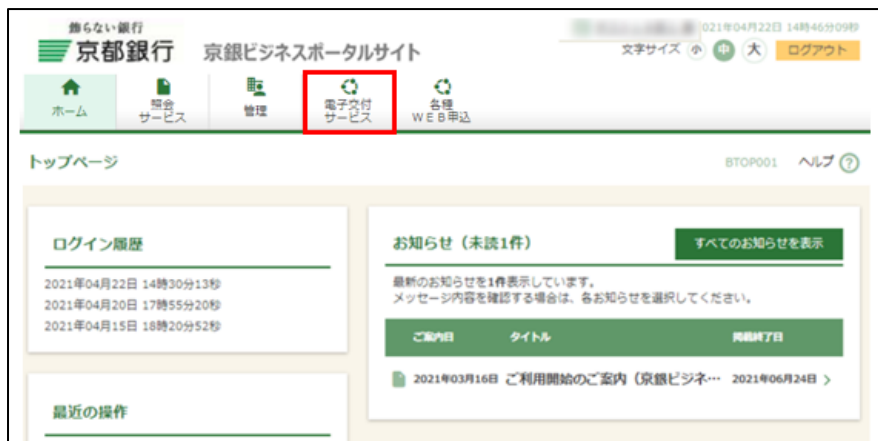 飾らない銀行
京都銀行 京銀ビジネスポータルサイト
021年04月22日 14時46分09秒
文字サイズ 小 中 大 ログアウト
ホーム
照会
サービス
管理
電子交付
サービス
各種
WEB申込
トップページ
BTOP001 ヘルプ ?
ログイン履歴
2021年04月22日 14時30分13秒
2021年04月20日 17時55分20秒
2021年04月15日 18時20分52秒
最近の操作
お知らせ（未読1件）
すべてのお知らせを表示
最新のお知らせを1件表示しています。
メッセージ内容を確認する場合は、各お知らせを選択してください。
ご案内日 タイトル 掲載終了日
2021年03月16日 ご利用開始のご案内（京銀ビジネ… 2021年06月24日 >